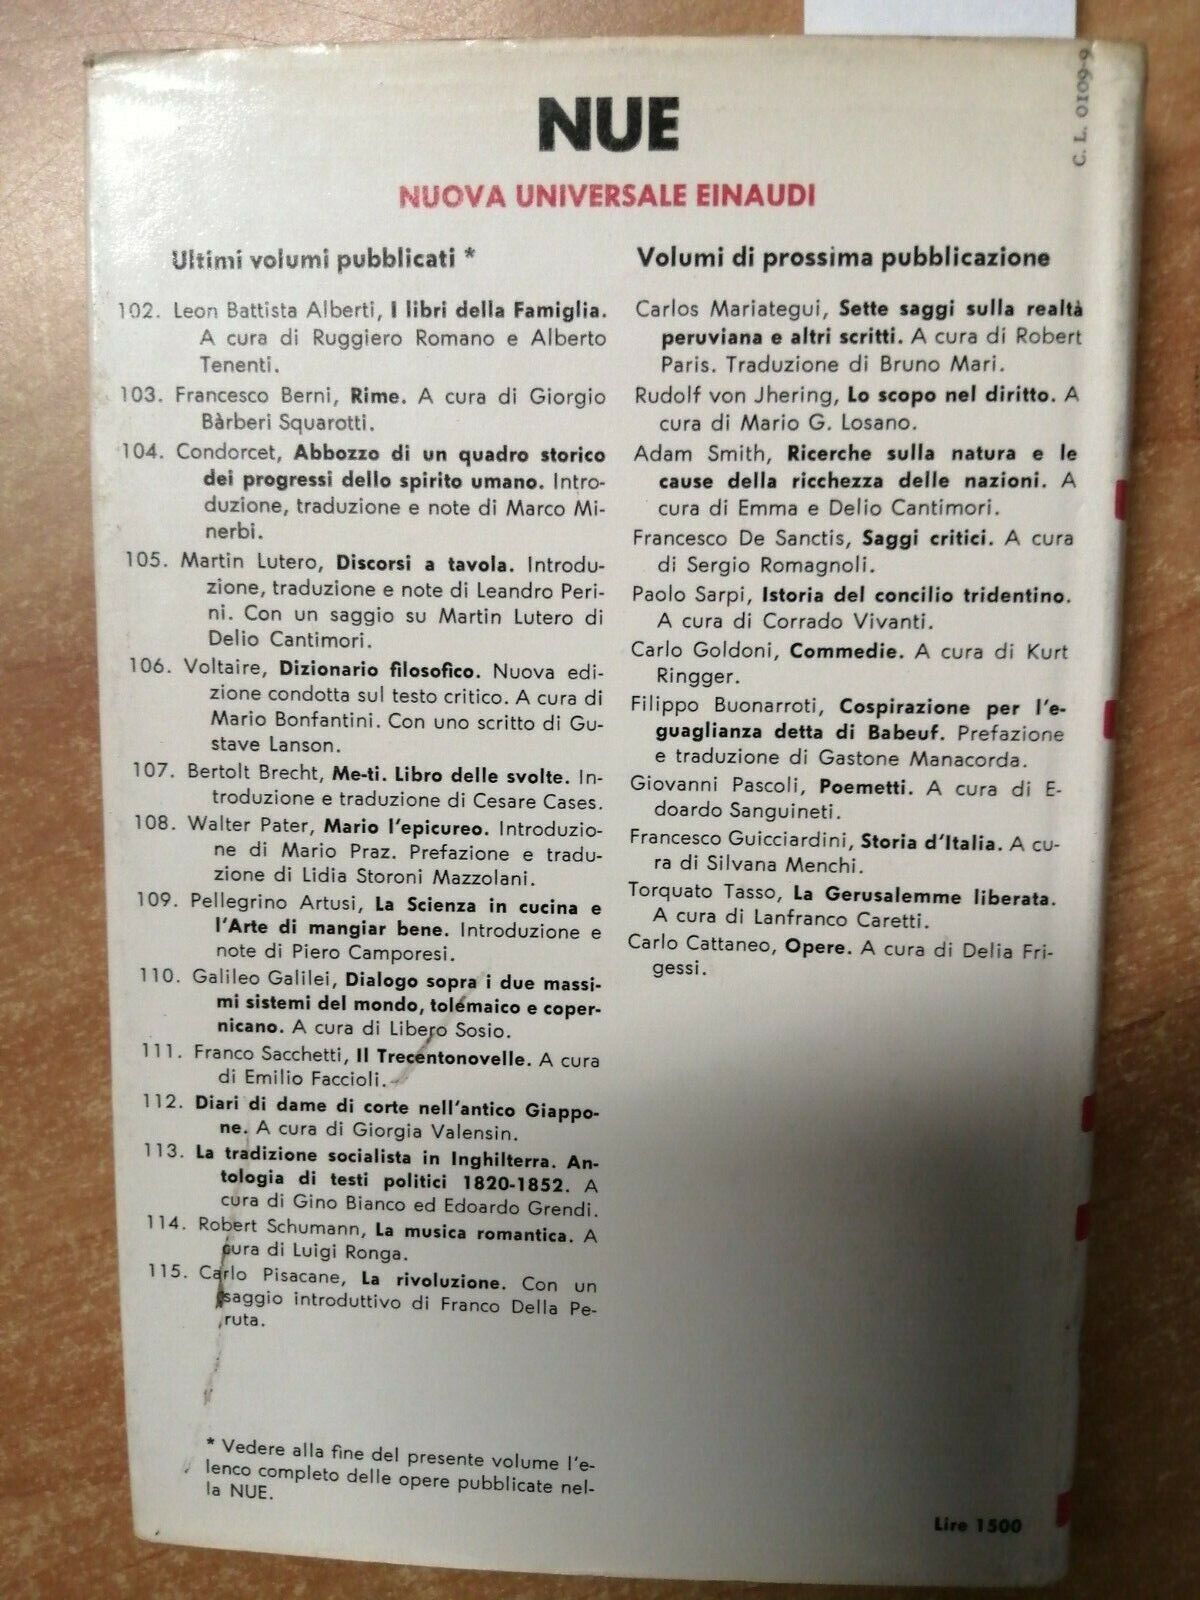 C. L. 0109-9
NUE
NUOVA UNIVERSALE EINAUDI
Ultimi volumi pubblicati *
102. Leon Battista Alberti, I libri della Famiglia.
A cura di Ruggiero Romano e Alberto
Tenenti.
103. Francesco Berni, Rime. A cura di Giorgio
Bàrberi Squarotti.
104. Condorcet, Abbozzo di un quadro storico
dei progressi dello spirito umano. Intro-
duzione, traduzione e note di Marco Mi-
nerbi.
105. Martin Lutero, Discorsi a tavola. Introdu-
zione, traduzione e note di Leandro Peri-
ni. Con un saggio su Martin Lutero di
Delio Cantimori.
106. Voltaire, Dizionario filosofico. Nuova edi-
zione condotta sul testo critico. A cura di
Mario Bonfantini. Con uno scritto di Gu-
stave Lanson.
107. Bertolt Brecht, Me-ti. Libro delle svolte. In-
troduzione e traduzione di Cesare Cases.
108. Walter Pater, Mario l'epicureo. Introduzio-
ne di Mario Praz. Prefazione e tradu-
zione di Lidia Storoni Mazzolani.
109. Pellegrino Artusi, La Scienza in cucina e
l'Arte di mangiar bene. Introduzione e
note di Piero Camporesi.
110. Galileo Galilei, Dialogo sopra i due massi-
mi sistemi del mondo, tolemaico e coper-
nicano. A cura di Libero Sosio.
111. Franco Sacchetti, Il Trecentonovelle. A cura
di Emilio Faccioli.
112. Diari di dame di corte nell'antico Giappo-
ne. A cura di Giorgia Valensin.
113. La tradizione socialista in Inghilterra. An-
tologia di testi politici 1820-1852. A
cura di Gino Bianco ed Edoardo Grendi.
114. Robert Schumann, La musica romantica. A
cura di Luigi Ronga.
115. Carlo Pisacane, La rivoluzione. Con un
saggio introduttivo di Franco Della Pe-
ruta.
* Vedere alla fine del presente volume l'e-
lenco completo delle opere pubblicate nel-
la NUE.
Volumi di prossima pubblicazione
Carlos Mariategui, Sette saggi sulla realtà
peruviana e altri scritti. A cura di Robert
Paris. Traduzione di Bruno Mari.
Rudolf von Jhering, Lo scopo nel diritto. A
cura di Mario G. Losano.
Adam Smith, Ricerche sulla natura e le
cause della ricchezza delle nazioni. A
cura di Emma e Delio Cantimori.
Francesco De Sanctis, Saggi critici. A cura
di Sergio Romagnoli.
Paolo Sarpi, Istoria del concilio tridentino.
A cura di Corrado Vivanti.
Carlo Goldoni, Commedie. A cura di Kurt
Ringger.
Filippo Buonarroti, Cospirazione per l'e-
guaglianza detta di Babeuf. Prefazione
e traduzione di Gastone Manacorda.
Giovanni Pascoli, Poemetti. A cura di E-
doardo Sanguineti.
Francesco Guicciardini, Storia d'Italia. A cu-
ra di Silvana Menchi.
Torquato Tasso, La Gerusalemme liberata.
A cura di Lanfranco Caretti.
Carlo Cattaneo, Opere. A cura di Delia Fri-
gessi.
Lire 1500